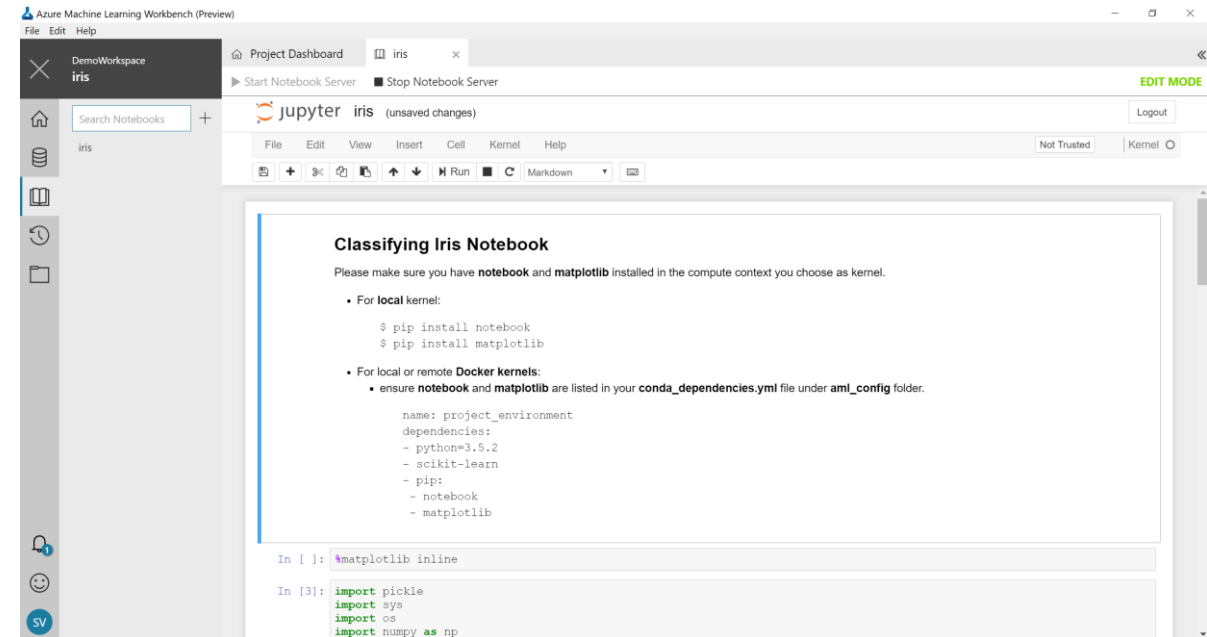 Azure Machine Learning Workbench (Preview)
File Edit Help
DemoWorkspace
iris
Project Dashboard
iris
Start Notebook Server
Stop Notebook Server
EDIT MODE
Search Notebooks
iris
jupyter iris (unsaved changes)
Logout
File Edit View Insert Cell Kernel Help
Not Trusted
Kernel
Run
Markdown
Classifying Iris Notebook
Please make sure you have notebook and matplotlib installed in the compute context you choose as kernel.
• For local kernel:
$ pip install notebook
$ pip install matplotlib
• For local or remote Docker kernels:
▪ ensure notebook and matplotlib are listed in your conda_dependencies.yml file under aml_config folder.
name: project_environment
dependencies:
- python=3.5.2
- scikit-learn
- pip:
- notebook
- matplotlib
In [ ]: %matplotlib inline
In [3]: import pickle
import sys
import os
import numpy as np
1
SV